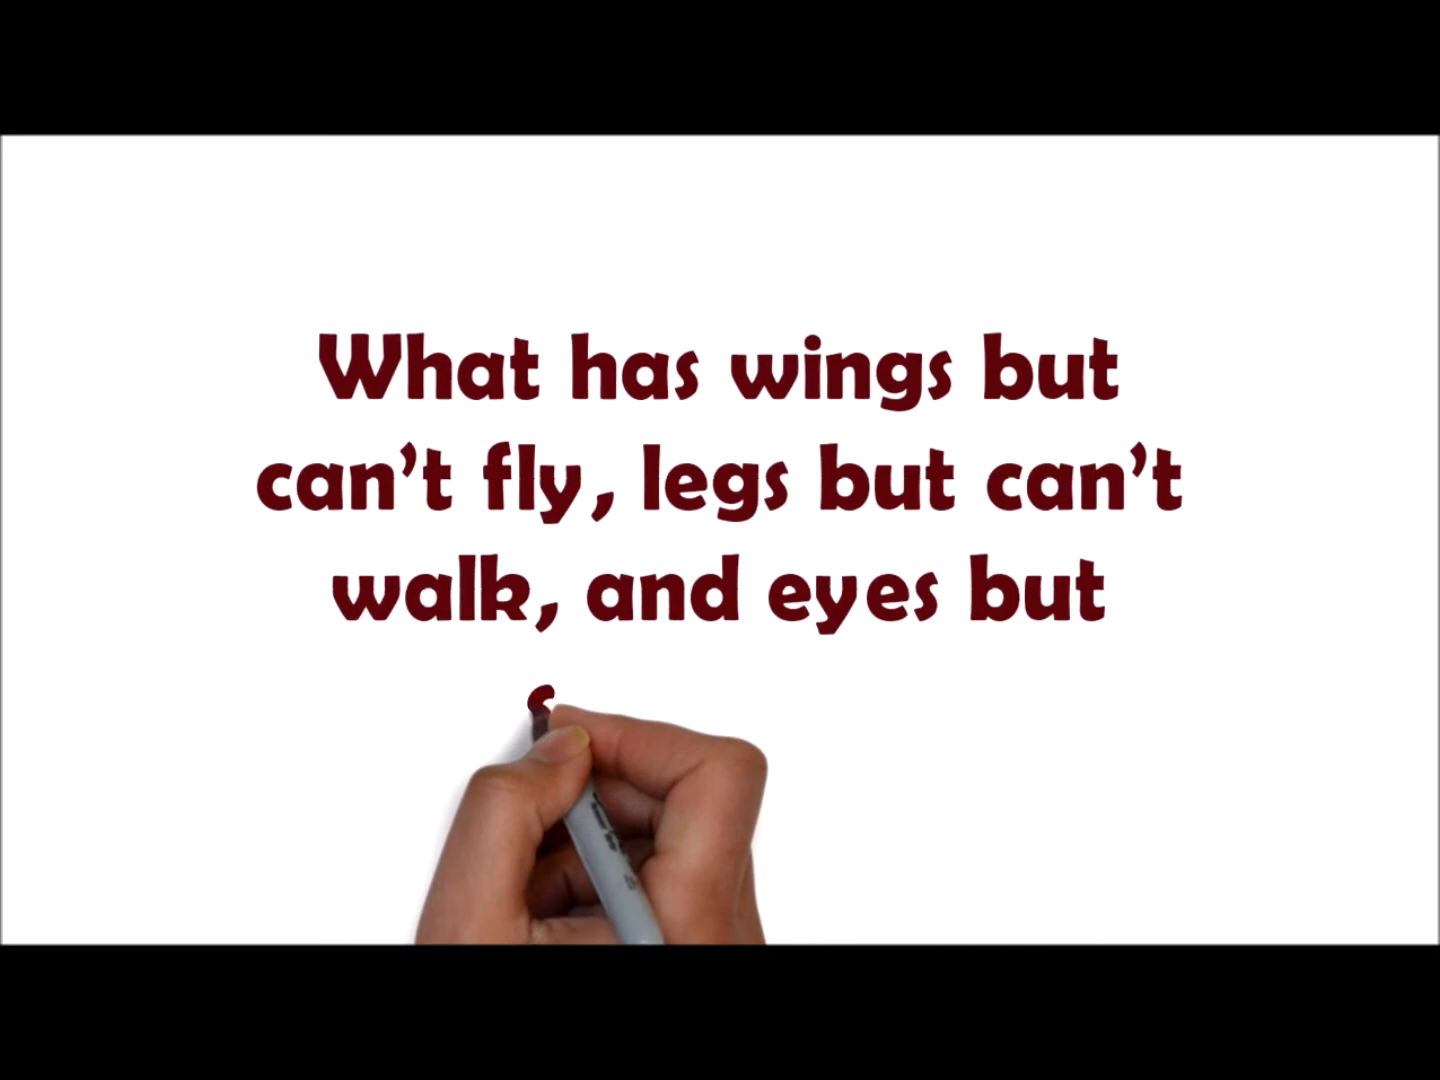 What has wings but
can't fly, legs but can't
walk, and eyes but